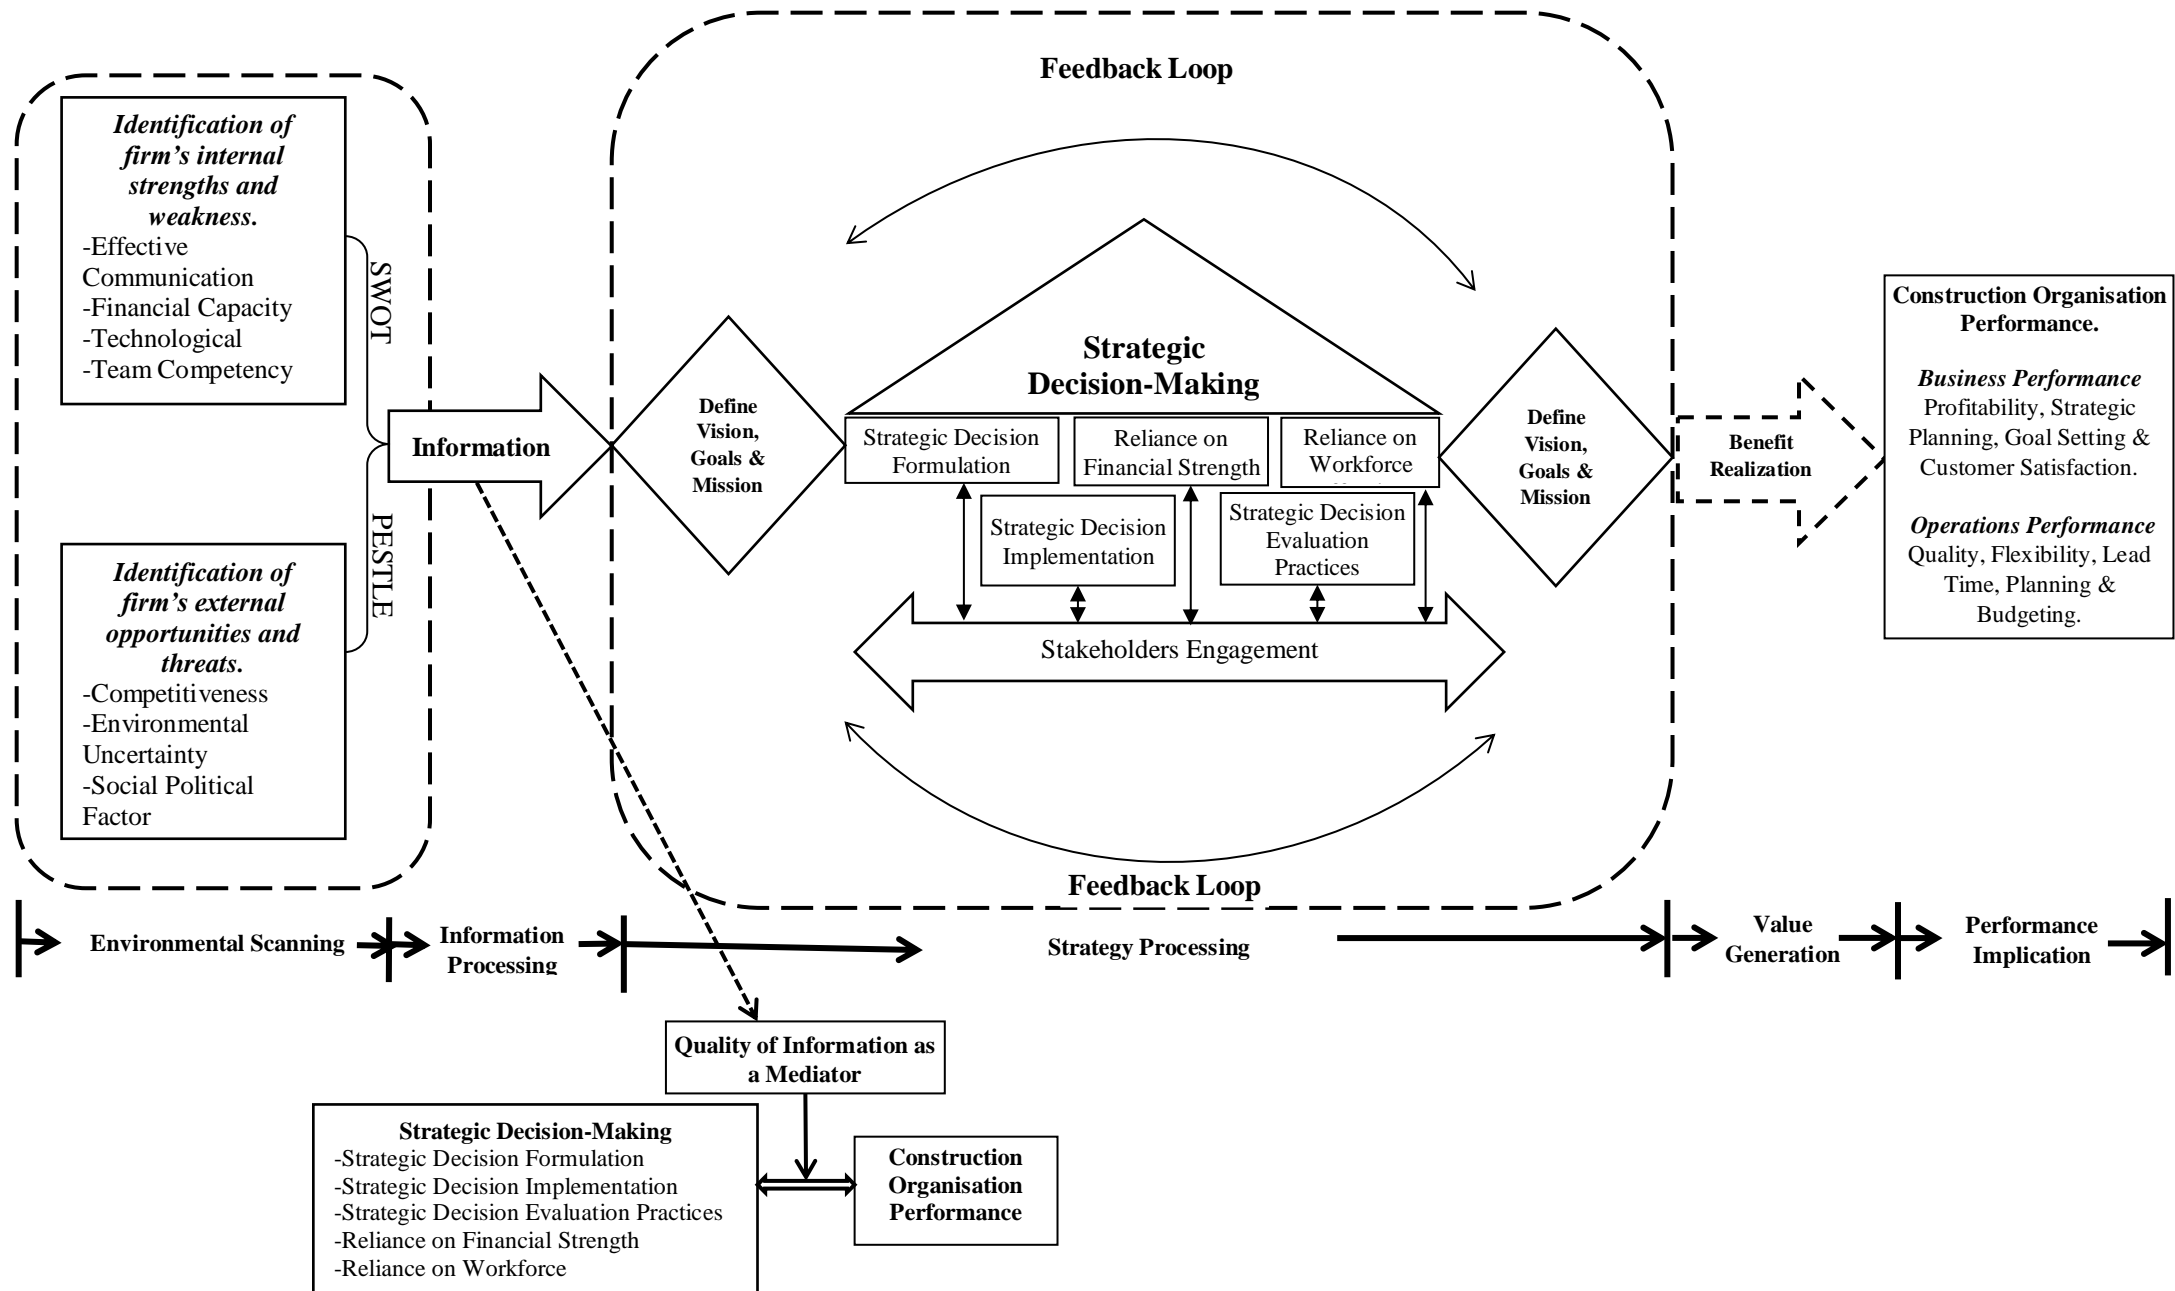 Feedback Loop
Identification of
firm's internal
strengths and
weakness.
-Effective
Communication
-Financial Capacity
-Technological
-Team Competency
SWOT
PESTLE
Identification of
firm's external
opportunities and
threats.
-Competitiveness
-Environmental
Uncertainty
-Social Political
Factor
Information
Define
Vision,
Goals &
Mission
Strategic
Decision-Making
Strategic Decision
Formulation
Reliance on
Financial Strength
Reliance on
Workforce
Strategic Decision
Implementation
Strategic Decision
Evaluation
Practices
Stakeholders Engagement
Define
Vision,
Goals &
Mission
Feedback Loop
Benefit
Realization
Construction Organisation
Performance.
Business Performance
Profitability, Strategic
Planning, Goal Setting &
Customer Satisfaction.
Operations Performance
Quality, Flexibility, Lead
Time, Planning &
Budgeting.
Environmental Scanning
Information
Processing
Strategy Processing
Value
Generation
Performance
Implication
Quality of Information as
a Mediator
Strategic Decision-Making
-Strategic Decision Formulation
-Strategic Decision Implementation
-Strategic Decision Evaluation Practices
-Reliance on Financial Strength
-Reliance on Workforce
Construction
Organisation
Performance